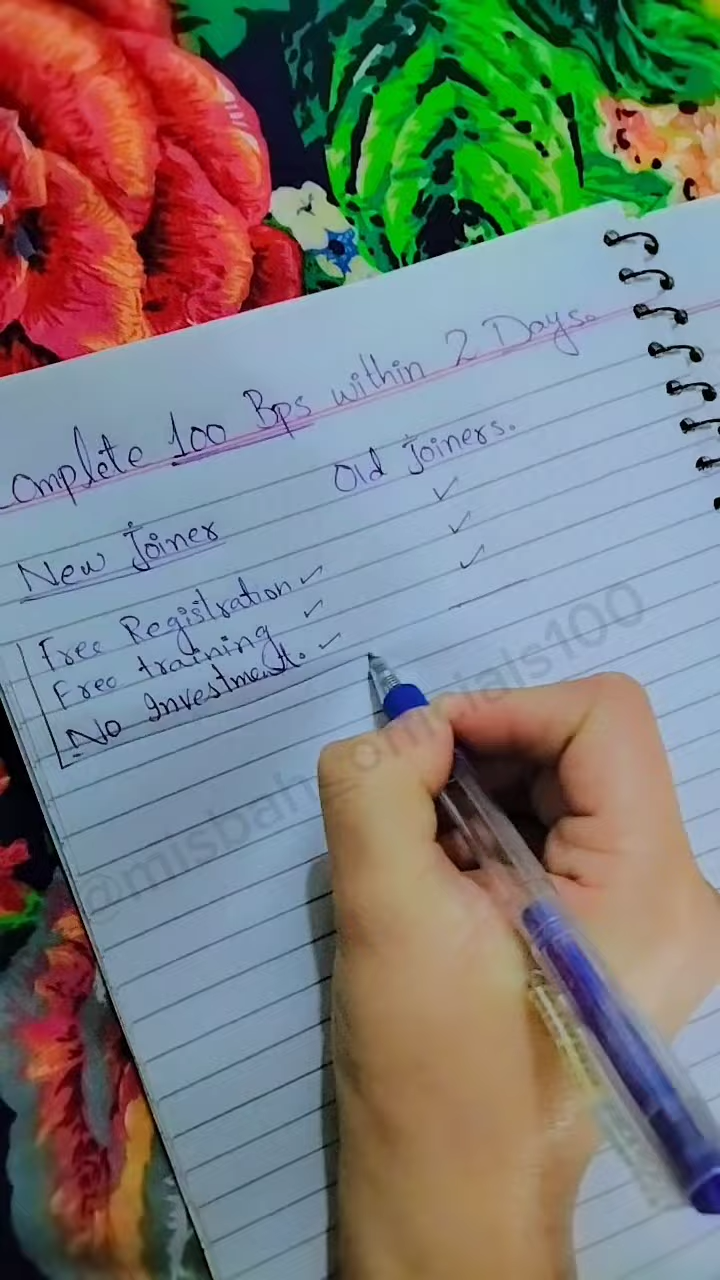 Complete 100 Bps within 2 Days.
New Joiner
Old Joiners.
Free Registration ✓
Free training ✓
No Investment. ✓
✓
✓
✓